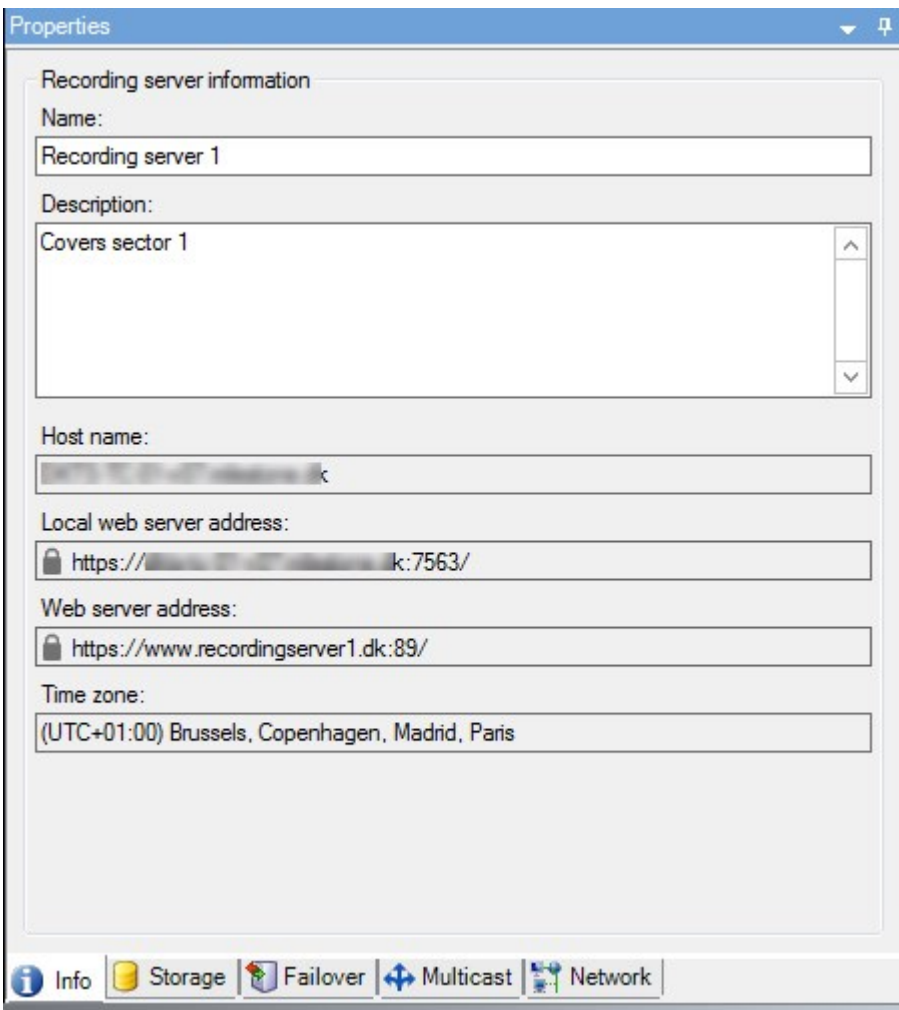 Properties
Recording server information
Name:
Recording server 1
Description:
Covers sector 1
Host name:
k
Local web server address:
https:// k:7563/
Web server address:
https://www.recordingserver1.dk:89/
Time zone:
(UTC+01:00) Brussels, Copenhagen, Madrid, Paris
Info Storage Failover Multicast Network